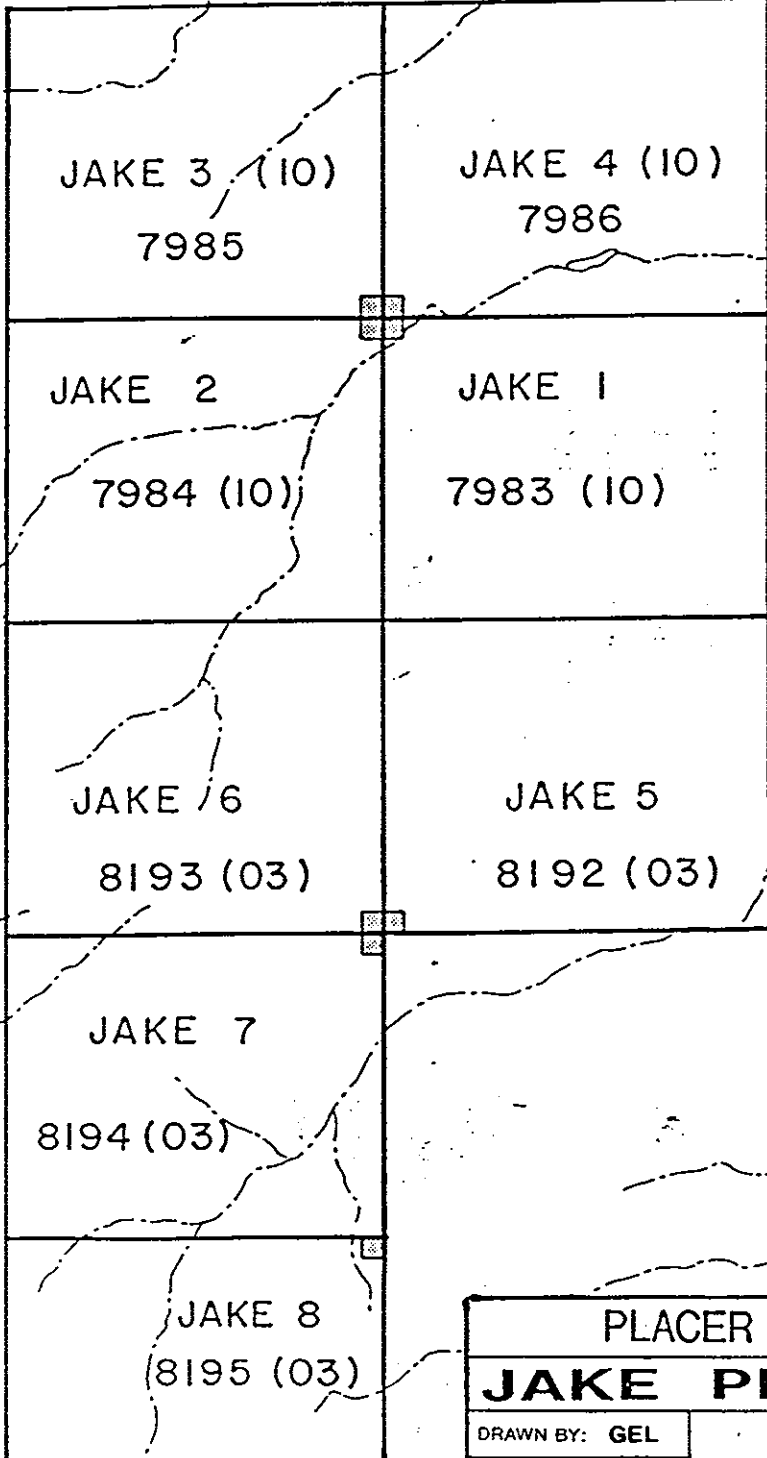 JAKE 3 (10)
7985
JAKE 4 (10)
7986
JAKE 2
7984 (10)
JAKE 1
7983 (10)
JAKE 6
8193 (03)
JAKE 5
8192 (03)
JAKE 7
8194 (03)
JAKE 8
8195 (03)
PLACER
JAKE
DRAWN BY: GEL